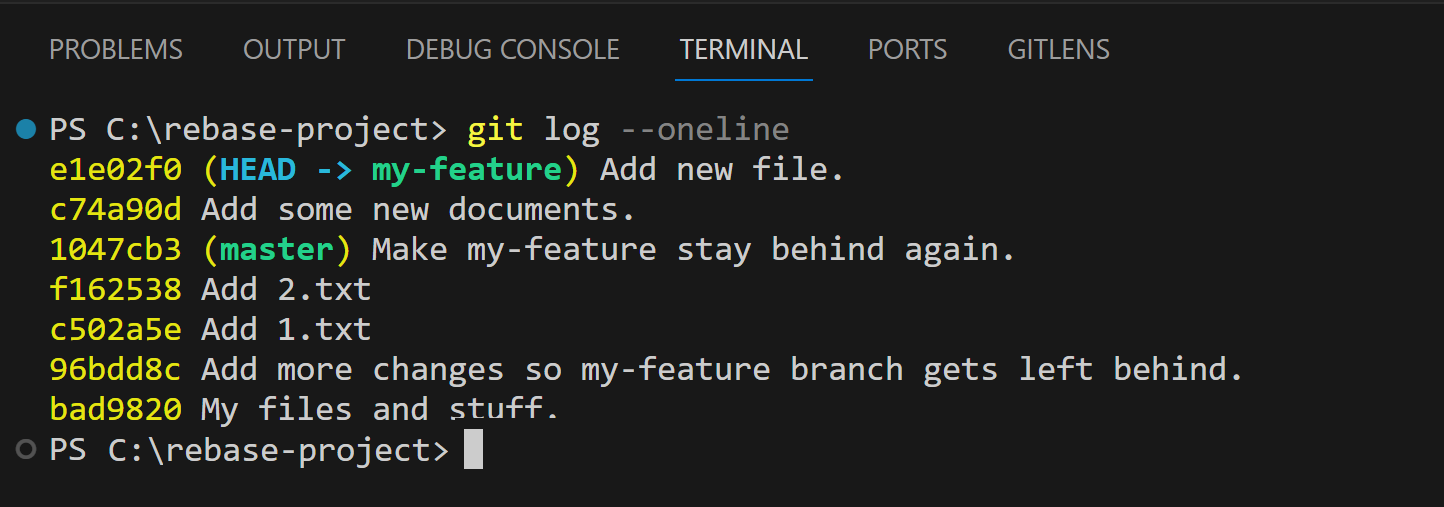 PROBLEMS OUTPUT DEBUG CONSOLE TERMINAL PORTS GITLENS
PS C:\rebase-project> git log --oneline
e1e02f0 (HEAD -> my-feature) Add new file.
c74a90d Add some new documents.
1047cb3 (master) Make my-feature stay behind again.
f162538 Add 2.txt
c502a5e Add 1.txt
96bdd8c Add more changes so my-feature branch gets left behind.
bad9820 My files and stuff.
PS C:\rebase-project>